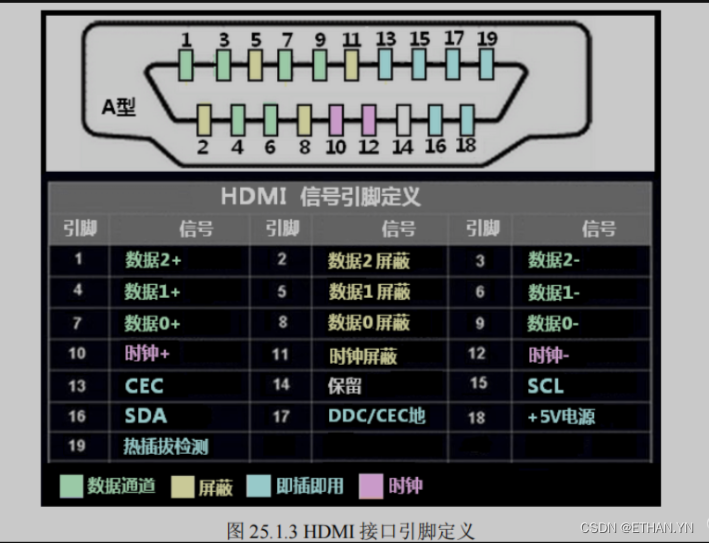 1 3 5 7 9 11 13 15 17 19
A型
2 4 6 8 10 12 14 16 18
HDMI 信号引脚定义
引脚 信号 引脚 信号 引脚 信号
1 数据2+ 2 数据2屏蔽 3 数据2-
4 数据1+ 5 数据1屏蔽 6 数据1-
7 数据0+ 8 数据0屏蔽 9 数据0-
10 时钟+ 11 时钟屏蔽 12 时钟-
13 CEC 14 保留 15 SCL
16 SDA 17 DDC/CEC地 18 +5V电源
19 热插拔检测
数据通道 屏蔽 即插即用 时钟
图 25.1.3 HDMI 接口引脚定义
CSDN @ETHAN.YN